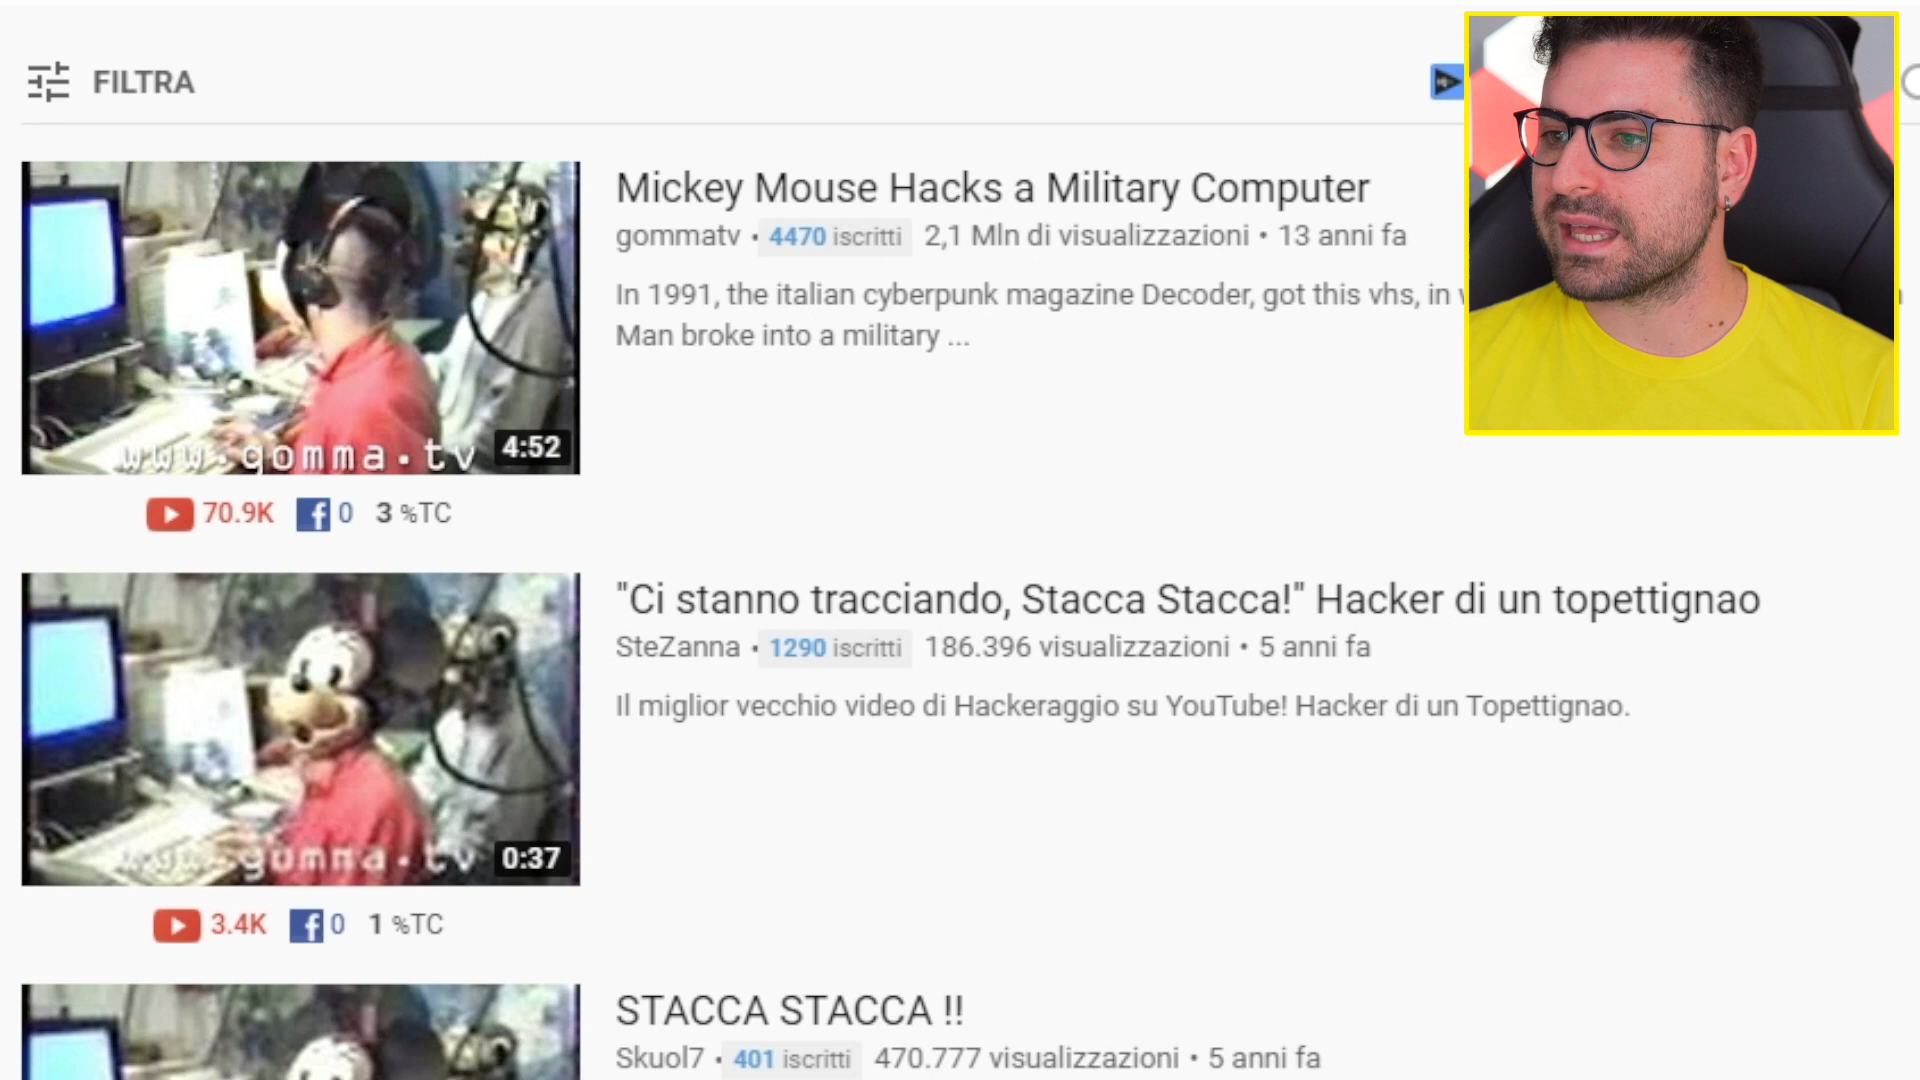 FILTRA
Mickey Mouse Hacks a Military Computer
gommatv • 4470 iscritti 2,1 Mln di visualizzazioni • 13 anni fa
In 1991, the italian cyberpunk magazine Decoder, got this vhs, in
Man broke into a military ...
www.gomma.tv
4:52
70.9K 0 3 %TC
"Ci stanno tracciando, Stacca Stacca!" Hacker di un topettignao
SteZanna • 1290 iscritti 186.396 visualizzazioni • 5 anni fa
Il miglior vecchio video di Hackeraggio su YouTube! Hacker di un Topettignao.
www.gomma.tv
0:37
3.4K 0 1 %TC
STACCA STACCA !!
Skuol7 • 401 iscritti 470.777 visualizzazioni • 5 anni fa